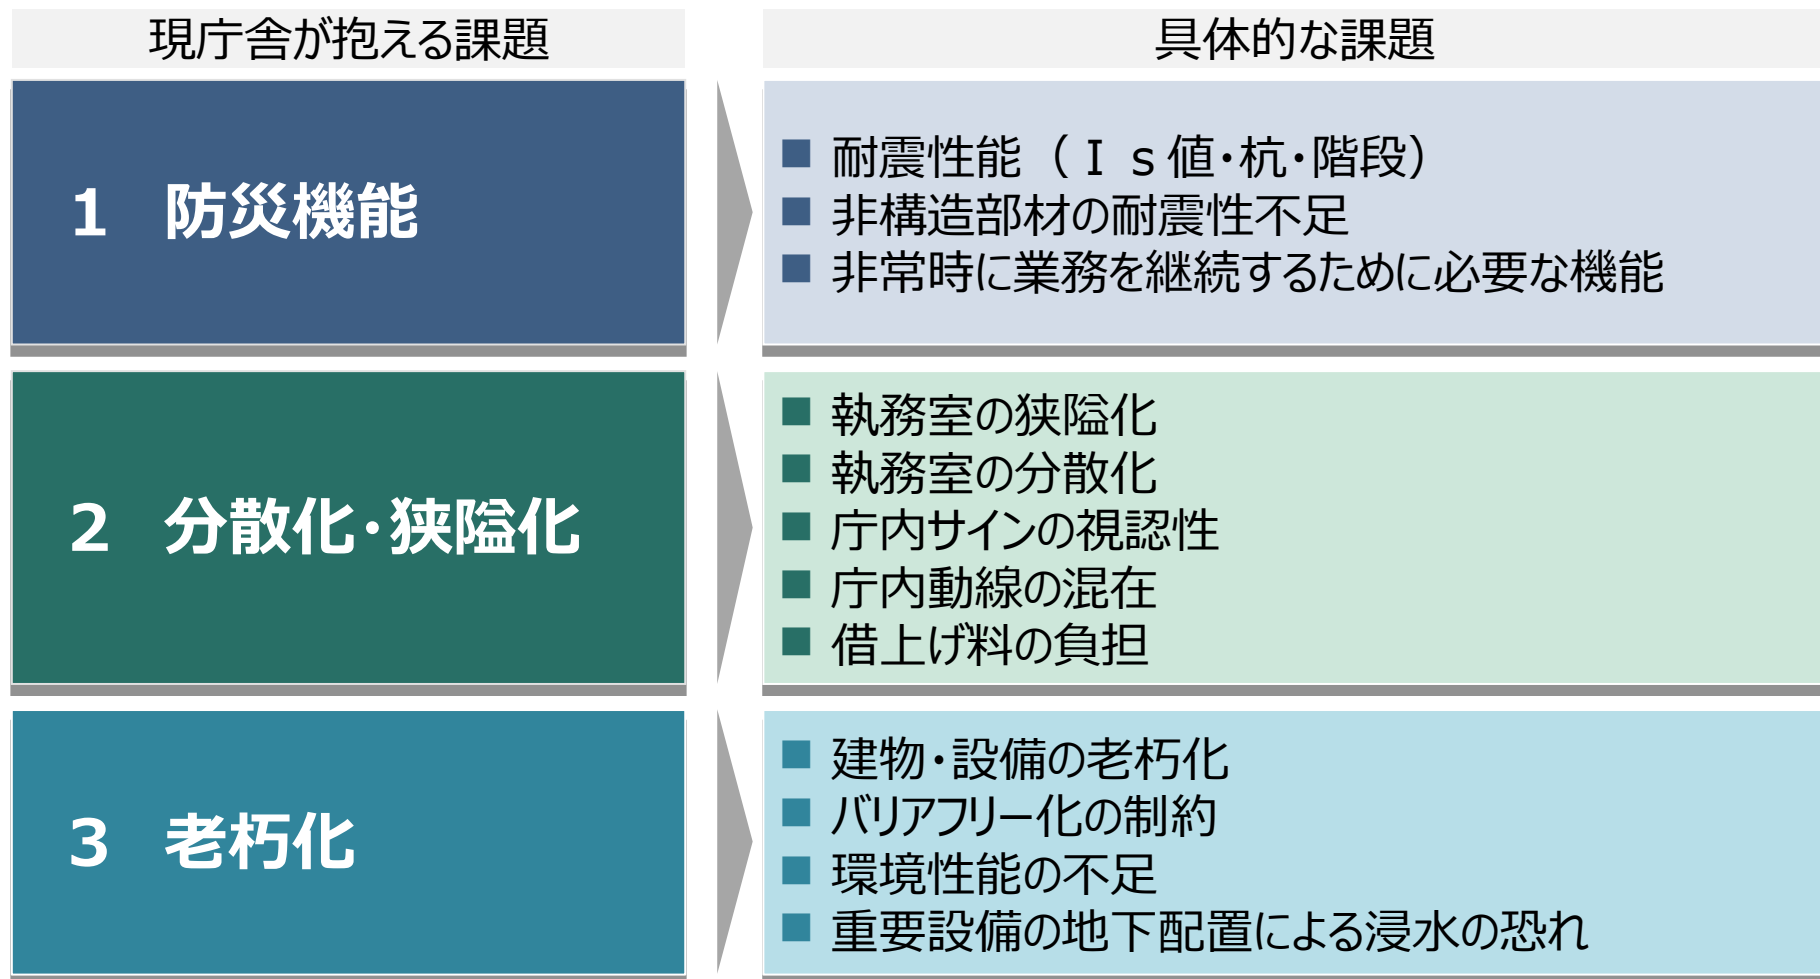 現庁舎が抱える課題
具体的な課題
1 防災機能
■ 耐震性能（Ｉｓ値・杭・階段）
■ 非構造部材の耐震性不足
■ 非常時に業務を継続するために必要な機能
2 分散化・狭隘化
■ 執務室の狭隘化
■ 執務室の分散化
■ 庁内サインの視認性
■ 庁内動線の混在
■ 借上げ料の負担
3 老朽化
■ 建物・設備の老朽化
■ バリアフリー化の制約
■ 環境性能の不足
■ 重要設備の地下配置による浸水の恐れ